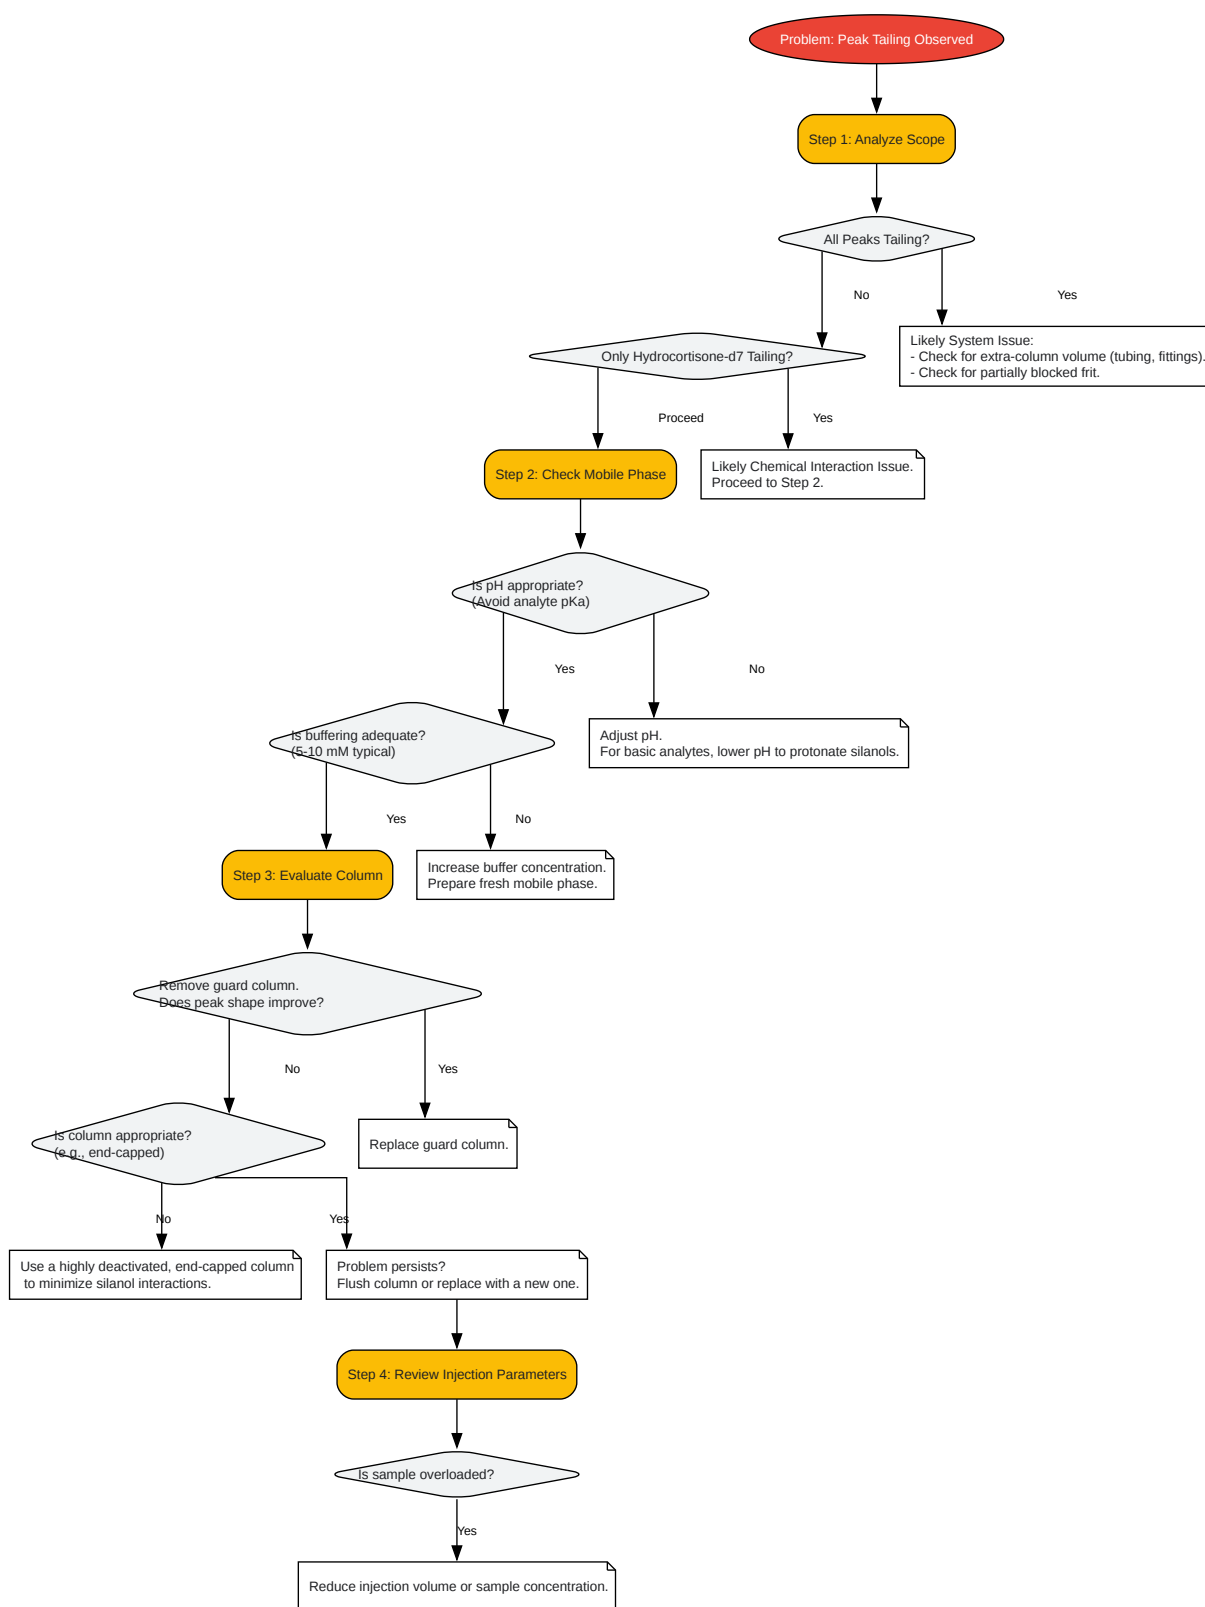 Problem: Peak Tailing Observed
Step 1: Analyze Scope
All Peaks Tailing?
No
Yes
Likely System Issue:
- Check for extra-column volume (tubing, fittings).
- Check for partially blocked frit.
Only Hydrocortisone-d7 Tailing?
Proceed
Yes
Step 2: Check Mobile Phase
Likely Chemical Interaction Issue.
Proceed to Step 2.
Is pH appropriate?
(Avoid analyte pKa)
Yes
No
Is buffering adequate?
(5-10 mM typical)
Adjust pH.
For basic analytes, lower pH to protonate silanols.
Yes
No
Step 3: Evaluate Column
Increase buffer concentration.
Prepare fresh mobile phase.
Remove guard column.
Does peak shape improve?
No
Yes
Is column appropriate?
(e.g., end-capped)
Replace guard column.
No
Yes
Use a highly deactivated, end-capped column
to minimize silanol interactions.
Problem persists?
Flush column or replace with a new one.
Step 4: Review Injection Parameters
Is sample overloaded?
Yes
Reduce injection volume or sample concentration.